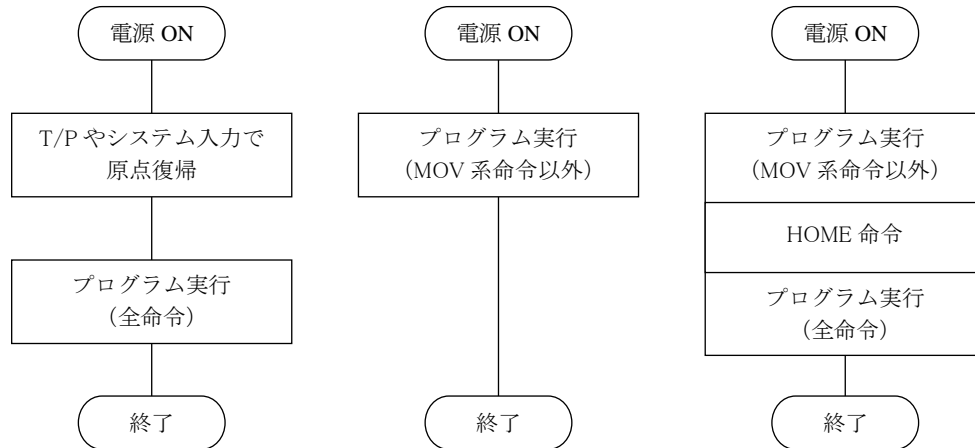 電源 ON
T/P やシステム入力で
原点復帰
プログラム実行
（全命令）
終了
電源 ON
プログラム実行
（MOV 系命令以外）
終了
電源 ON
プログラム実行
（MOV 系命令以外）
HOME 命令
プログラム実行
（全命令）
終了